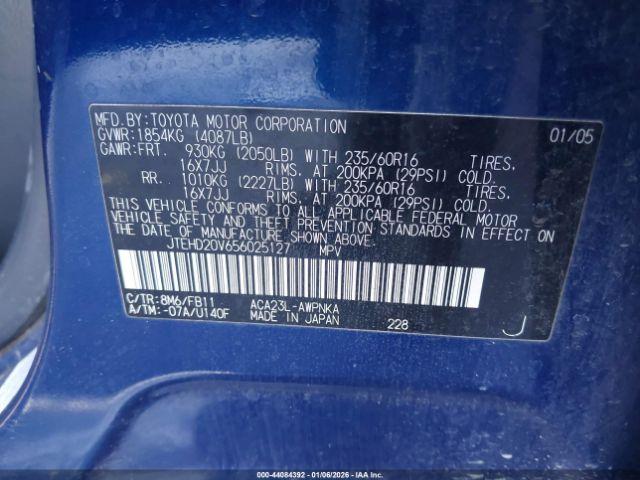 MFD.BY:TOYOTA MOTOR CORPORATION 01/05
GVWR:1854KG (4087LB)
GAWR:FRT. 930KG (2050LB) WITH 235/60R16 TIRES,
16X7JJ RIMS, AT 200KPA (29PSI) COLD.
RR. 1010KG (2227LB) WITH 235/60R16 TIRES,
16X7JJ RIMS, AT 200KPA (29PSI) COLD.
THIS VEHICLE CONFORMS TO ALL APPLICABLE FEDERAL MOTOR
VEHICLE SAFETY AND THEFT PREVENTION STANDARDS IN EFFECT ON
THE DATE OF MANUFACTURE SHOWN ABOVE.
JTEHD20V656025127 MPV
C/TR:8M6/FB11 ACA23L-AWPNKA
A/TM:-07A/U140F MADE IN JAPAN 228 J
000-44084392 - 01/06/2026 - IAA Inc.